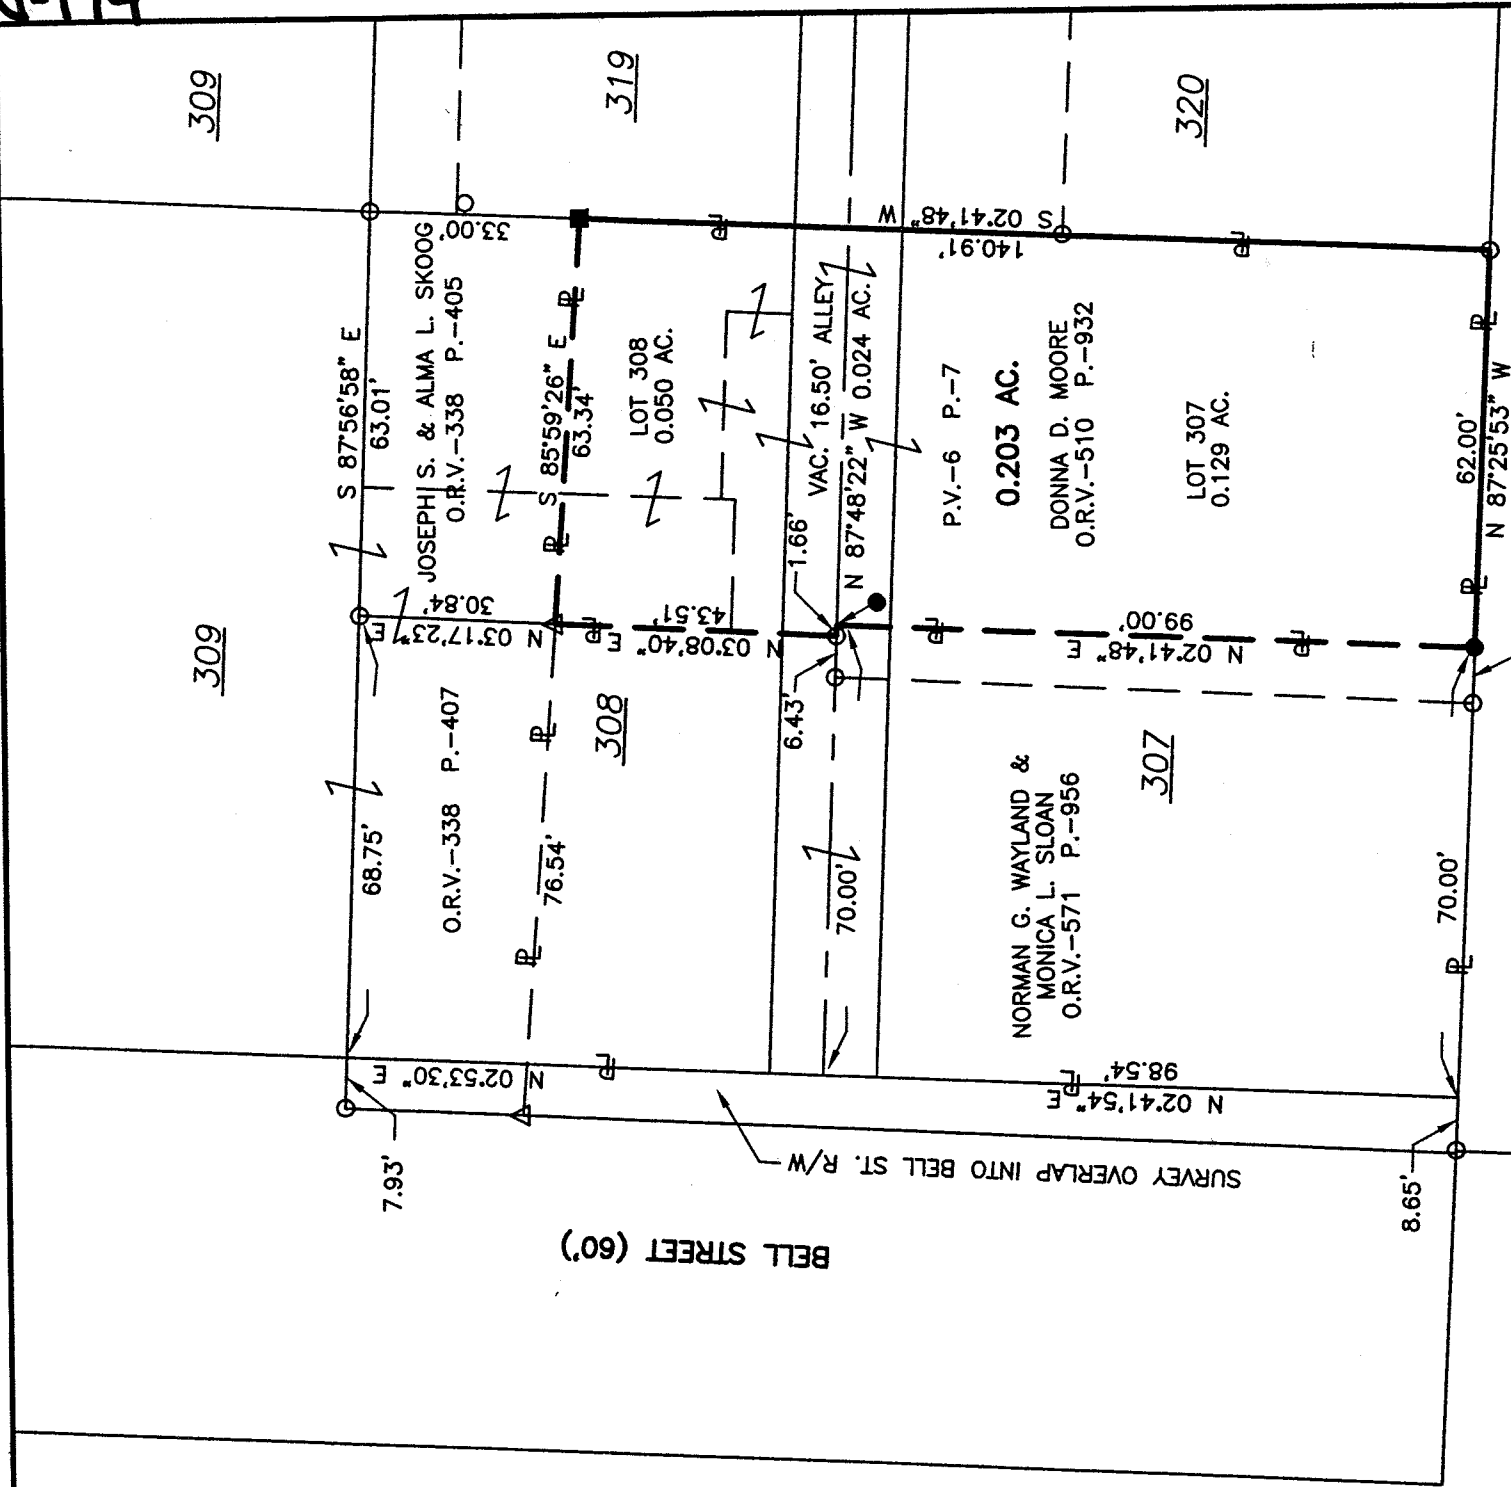 309
319
320
S 87°56'58" E
63.01'
JOSEPH S. & ALMA L. SKOOG
O.R.V.-338 P.-405
33.00'
S 85°59'26" E
63.34'
LOT 308
0.050 AC.
VAC. 16.50' ALLEY
N 87°48'22" W 0.024 AC.
S 02°41'48" W
140.91'
P.V.-6 P.-7
0.203 AC.
DONNA D. MOORE
O.R.V.-510 P.-932
LOT 307
0.129 AC.
62.00'
N 87°25'53" W
30.84'
N 03°17'23" E
43.51'
N 03°08'40" E
1.66'
6.43'
99.00'
N 02°41'48" E
309
68.75'
O.R.V.-338 P.-407
76.54'
308
70.00'
NORMAN G. WAYLAND &
MONICA L. SLOAN
O.R.V.-571 P.-956
307
70.00'
N 02°53'30" E
98.54'
N 02°41'54" E
7.93'
SURVEY OVERLAP INTO BELL ST. R/W
8.65'
BELL STREET (60')